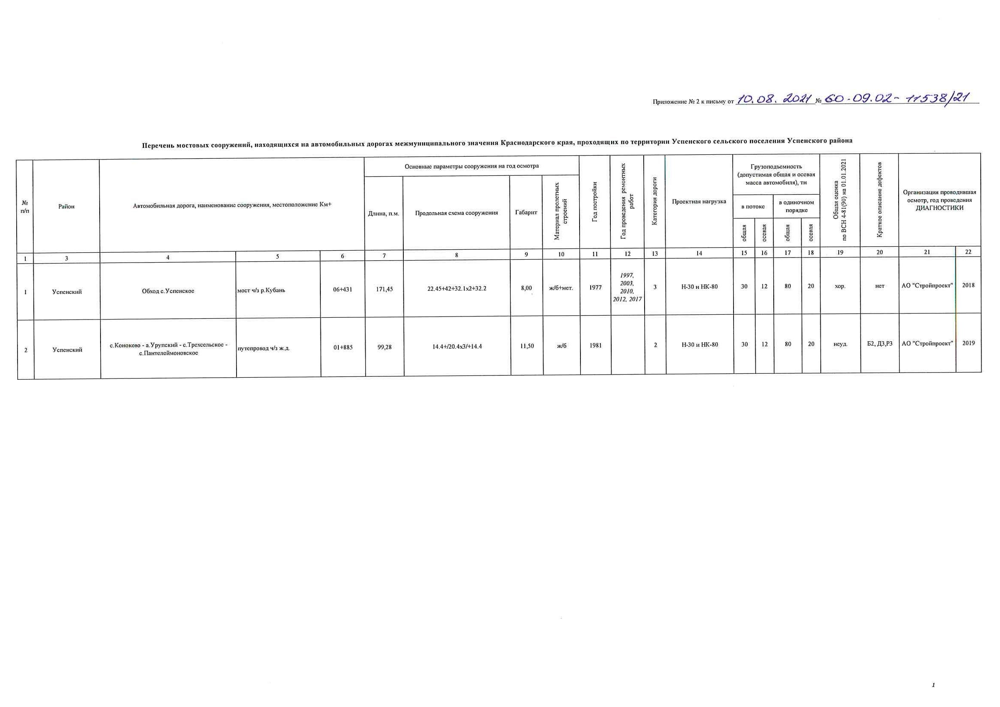 Приложение № 2 к письму от 10.08.2021 № 60-09.02-11538/21
Перечень мостовых сооружений, находящихся на автомобильных дорогах межмуниципального значения Краснодарского края, проходящих по территории Успенского сельского поселения Успенского района
№ п/п
Район
Автомобильная дорога, наименование сооружения, местоположение Км+
Основные параметры сооружения на год осмотра
Длина, п.м.
Продольная схема сооружения
Габарит
Материал пролетных
строений
Год постройки
Год проведения ремонтных
работ
Категория дороги
Проектная нагрузка
Грузоподъемность
(допустимая общая и осевая
масса автомобиля), тн
в потоке
в одиночном
порядке
общая
осевая
общая
осевая
Общая оценка
по ВСН 4-81(90) на 01.01.2021
Краткое описание дефектов
Организация проводившая
осмотр, год проведения
ДИАГНОСТИКИ
1 3 4 5 6 7 8 9 10 11 12 13 14 15 16 17 18 19 20 21 22
1 Успенский Обход с.Успенское мост ч/з р.Кубань 06+431 171,45 22.45+42+32.1x2+32.2 8,00 ж/б+мет. 1977
1997,
2003,
2010,
2012, 2017
3 Н-30 и НК-80 30 12 80 20 хор. нет АО "Стройпроект" 2018
2 Успенский
с.Коноково - а.Урупский - с.Трехсельское -
с.Пантелеймоновское
путепровод ч/з ж.д. 01+885 99,28 14.4+/20.4x3/+14.4 11,50 ж/б 1981 2 Н-30 и НК-80 30 12 80 20 неуд. Б2, Д3,Р3 АО "Стройпроект" 2019
1